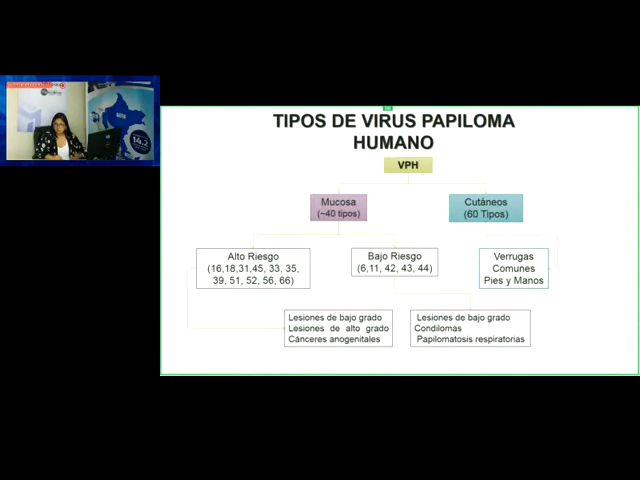 TIPOS DE VIRUS PAPILOMA
HUMANO
VPH
Mucosa
(~40 tipos)
Cutáneos
(60 Tipos)
Alto Riesgo
(16,18,31,45, 33, 35,
39, 51, 52, 56, 66)
Bajo Riesgo
(6,11, 42, 43, 44)
Verrugas
Comunes
Pies y Manos
Lesiones de bajo grado
Lesiones de alto grado
Cánceres anogenitales
Lesiones de bajo grado
Condilomas
Papilomatosis respiratorias
14.2